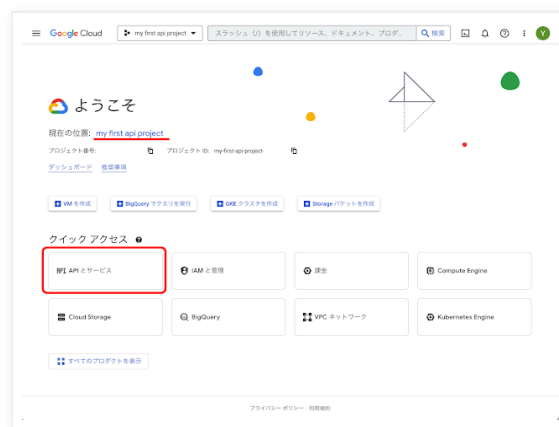 Google Cloud my first api project スラッシュ（/）を使用してリソース、ドキュメント、プロダ... 検索 Y
ようこそ
現在の位置: my first api project
プロジェクト番号: プロジェクト ID: my-first-api-project-
ダッシュボード 推奨事項
VM を作成 BigQuery でクエリを実行 GKE クラスタを作成 Storage バケットを作成
クイック アクセス
API API とサービス IAM と管理 課金 Compute Engine
Cloud Storage BigQuery VPC ネットワーク Kubernetes Engine
すべてのプロダクトを表示
プライバシー ポリシー · 利用規約